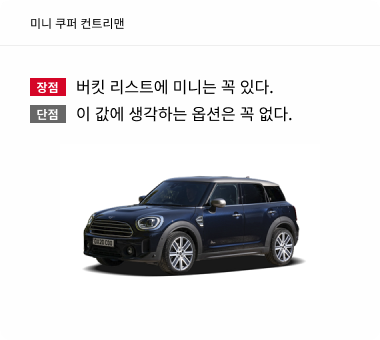 미니 쿠퍼 컨트리맨
장점 버킷 리스트에 미니는 꼭 있다.
단점 이 값에 생각하는 옵션은 꼭 없다.